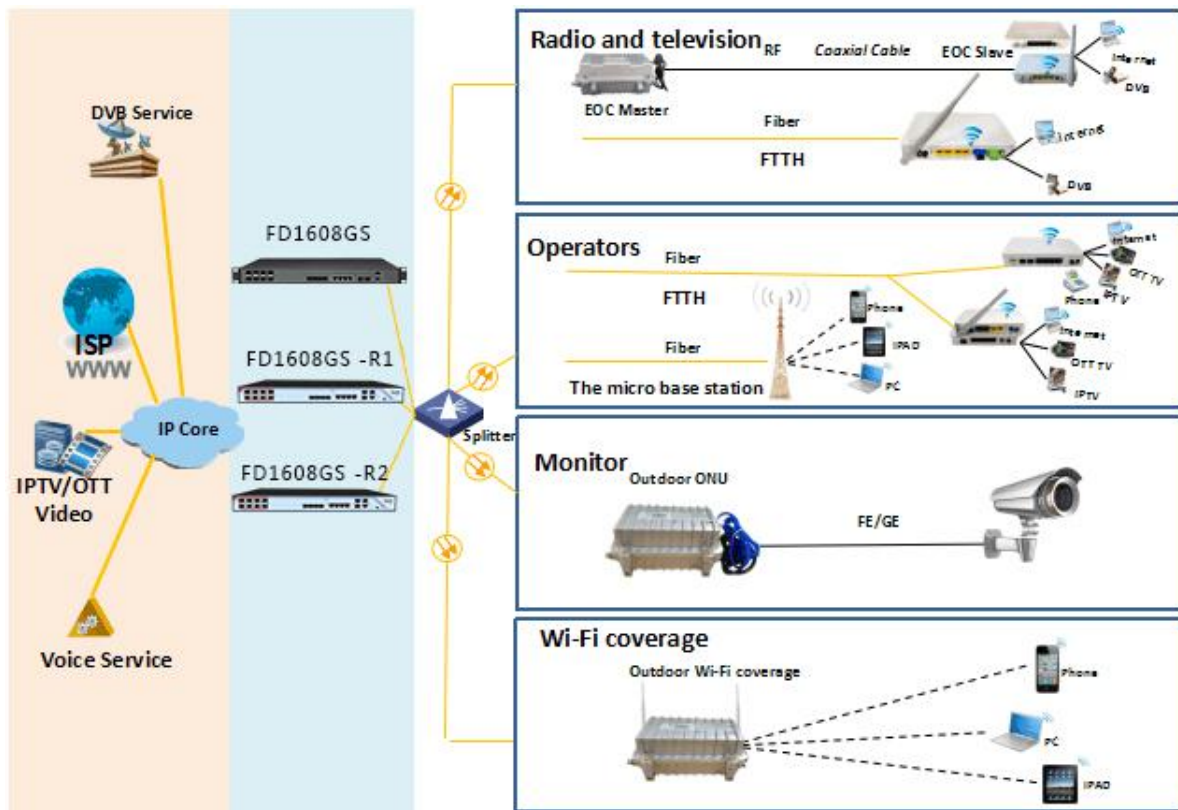 DVB Service
ISP
WWW
IP Core
IPTV/OTT
Video
Voice Service
FD1608GS
FD1608GS -R1
FD1608GS -R2
Splitter
Radio and television
RF
Coaxial Cable
EOC Slave
EOC Master
Internet
DVB
Fiber
FTTH
Internet
DVB
Operators
Fiber
FTTH
Internet
OTT TV
IPTV
Phone
Phone
IPAD
PC
Fiber
The micro base station
Internet
OTT TV
IPTV
Monitor
Outdoor ONU
FE/GE
Wi-Fi coverage
Outdoor Wi-Fi coverage
Phone
PC
IPAD